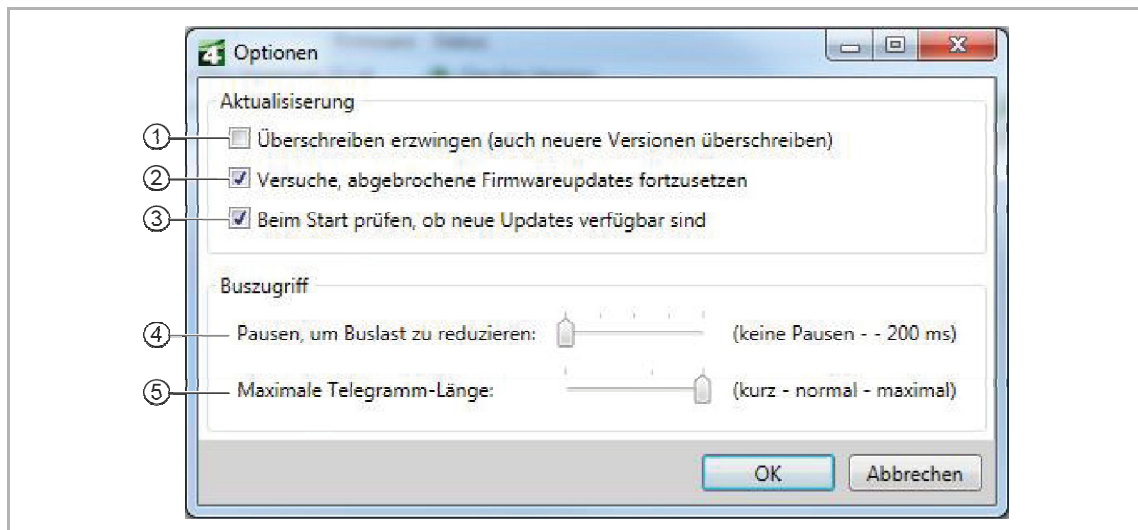 4
Optionen
Aktualisiserung
① Überschreiben erzwingen (auch neuere Versionen überschreiben)
② Versuche, abgebrochene Firmwareupdates fortzusetzen
③ Beim Start prüfen, ob neue Updates verfügbar sind
Buszugriff
④ Pausen, um Buslast zu reduzieren: (keine Pausen - - 200 ms)
⑤ Maximale Telegramm-Länge: (kurz - normal - maximal)
OK Abbrechen